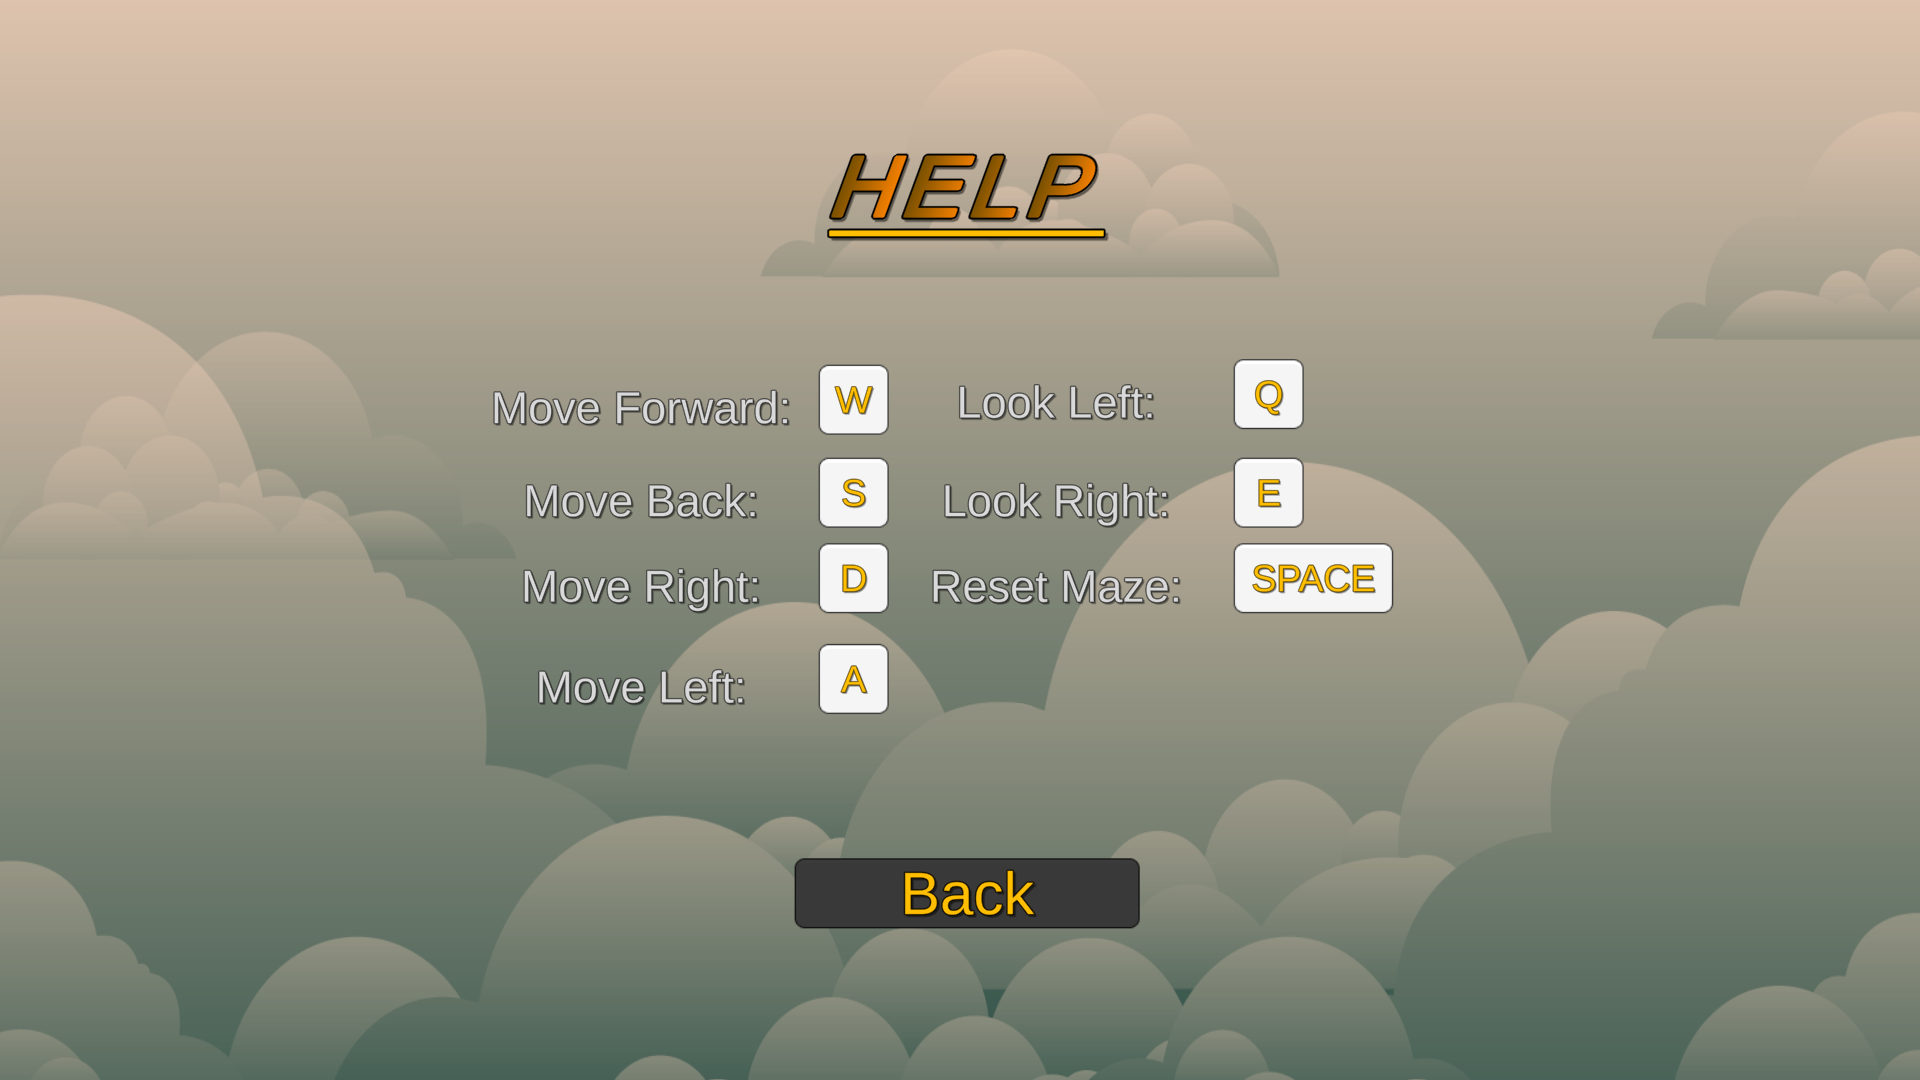 HELP
Move Forward: W Look Left: Q
Move Back: S Look Right: E
Move Right: D Reset Maze: SPACE
Move Left: A
Back